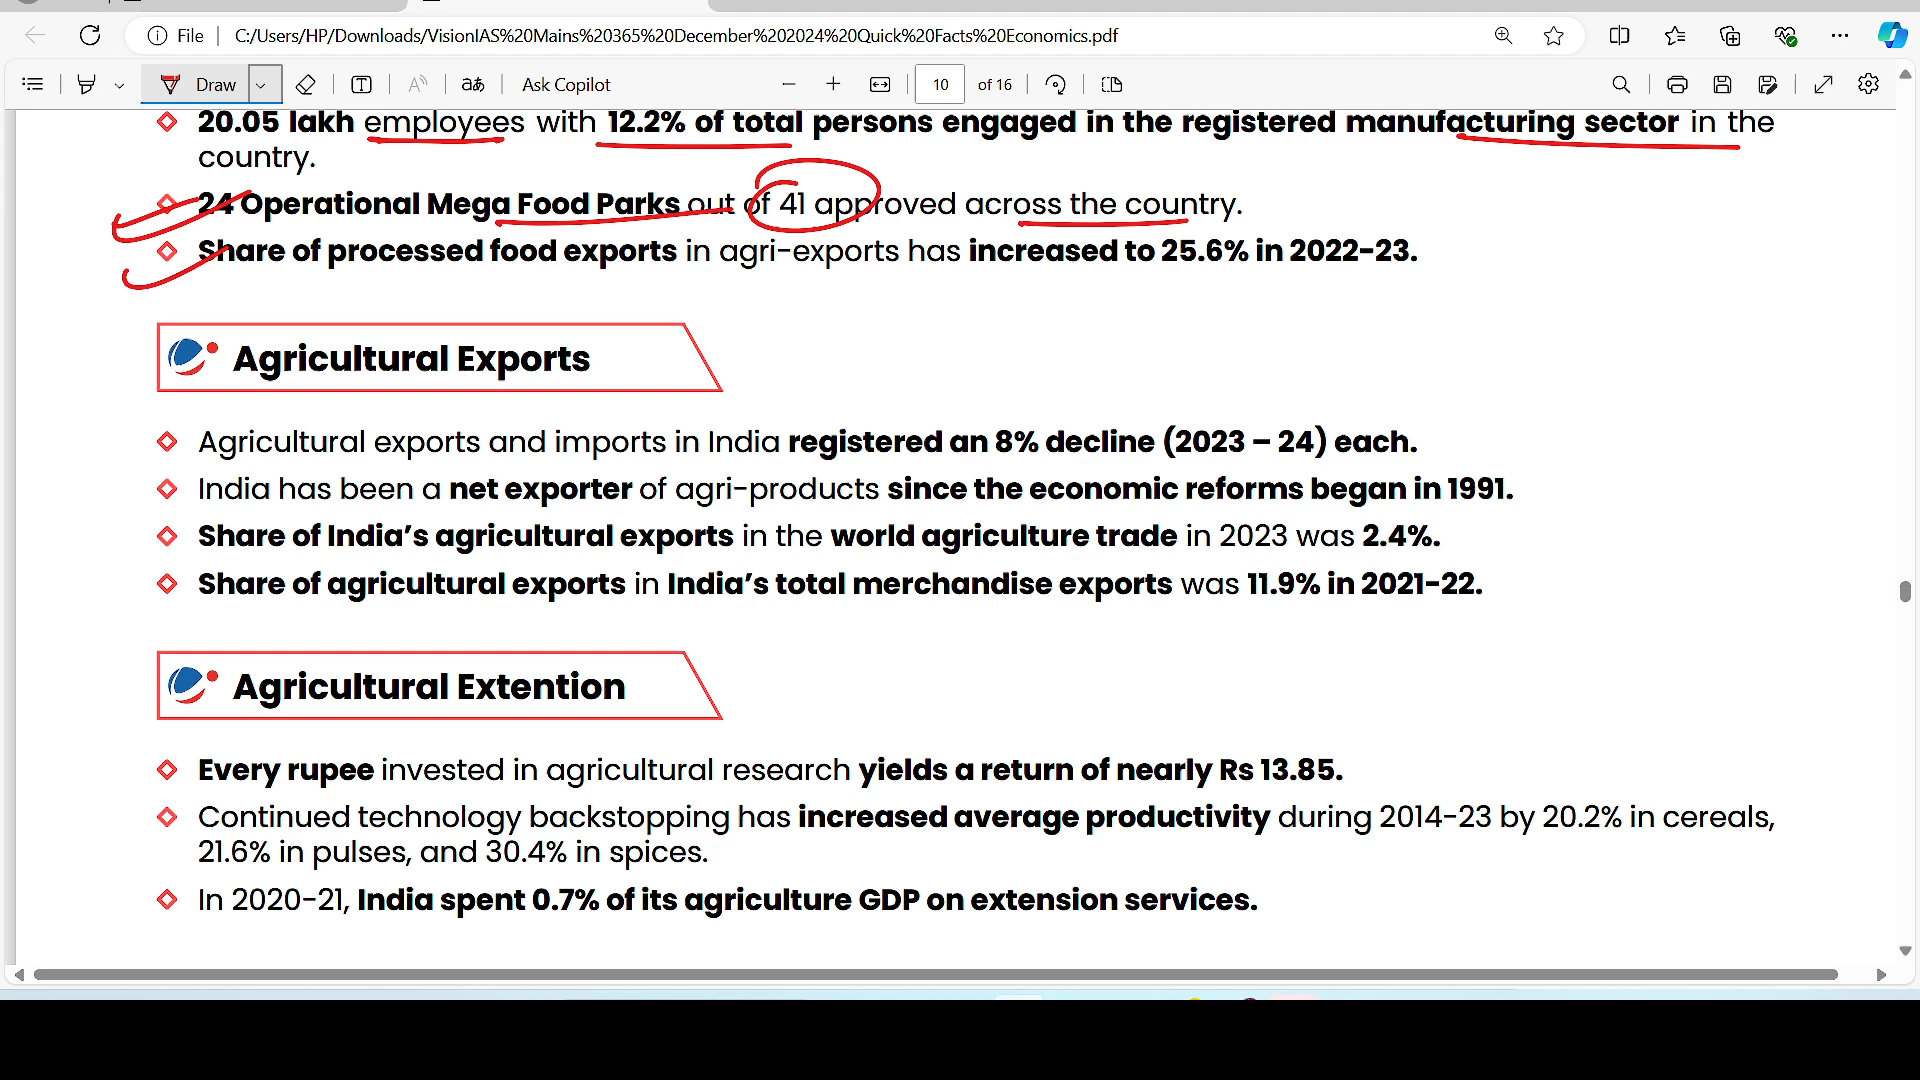 File
C:/Users/HP/Downloads/VisionIAS%20Mains%20365%20December%202024%20Quick%20Facts%20Economics.pdf
Draw
aあ
Ask Copilot
10 of 16
20.05 lakh employees with 12.2% of total persons engaged in the registered manufacturing sector in the
country.
24 Operational Mega Food Parks out of 41 approved across the country.
Share of processed food exports in agri-exports has increased to 25.6% in 2022-23.
Agricultural Exports
Agricultural exports and imports in India registered an 8% decline (2023 – 24) each.
India has been a net exporter of agri-products since the economic reforms began in 1991.
Share of India's agricultural exports in the world agriculture trade in 2023 was 2.4%.
Share of agricultural exports in India's total merchandise exports was 11.9% in 2021-22.
Agricultural Extention
Every rupee invested in agricultural research yields a return of nearly Rs 13.85.
Continued technology backstopping has increased average productivity during 2014-23 by 20.2% in cereals,
21.6% in pulses, and 30.4% in spices.
In 2020-21, India spent 0.7% of its agriculture GDP on extension services.